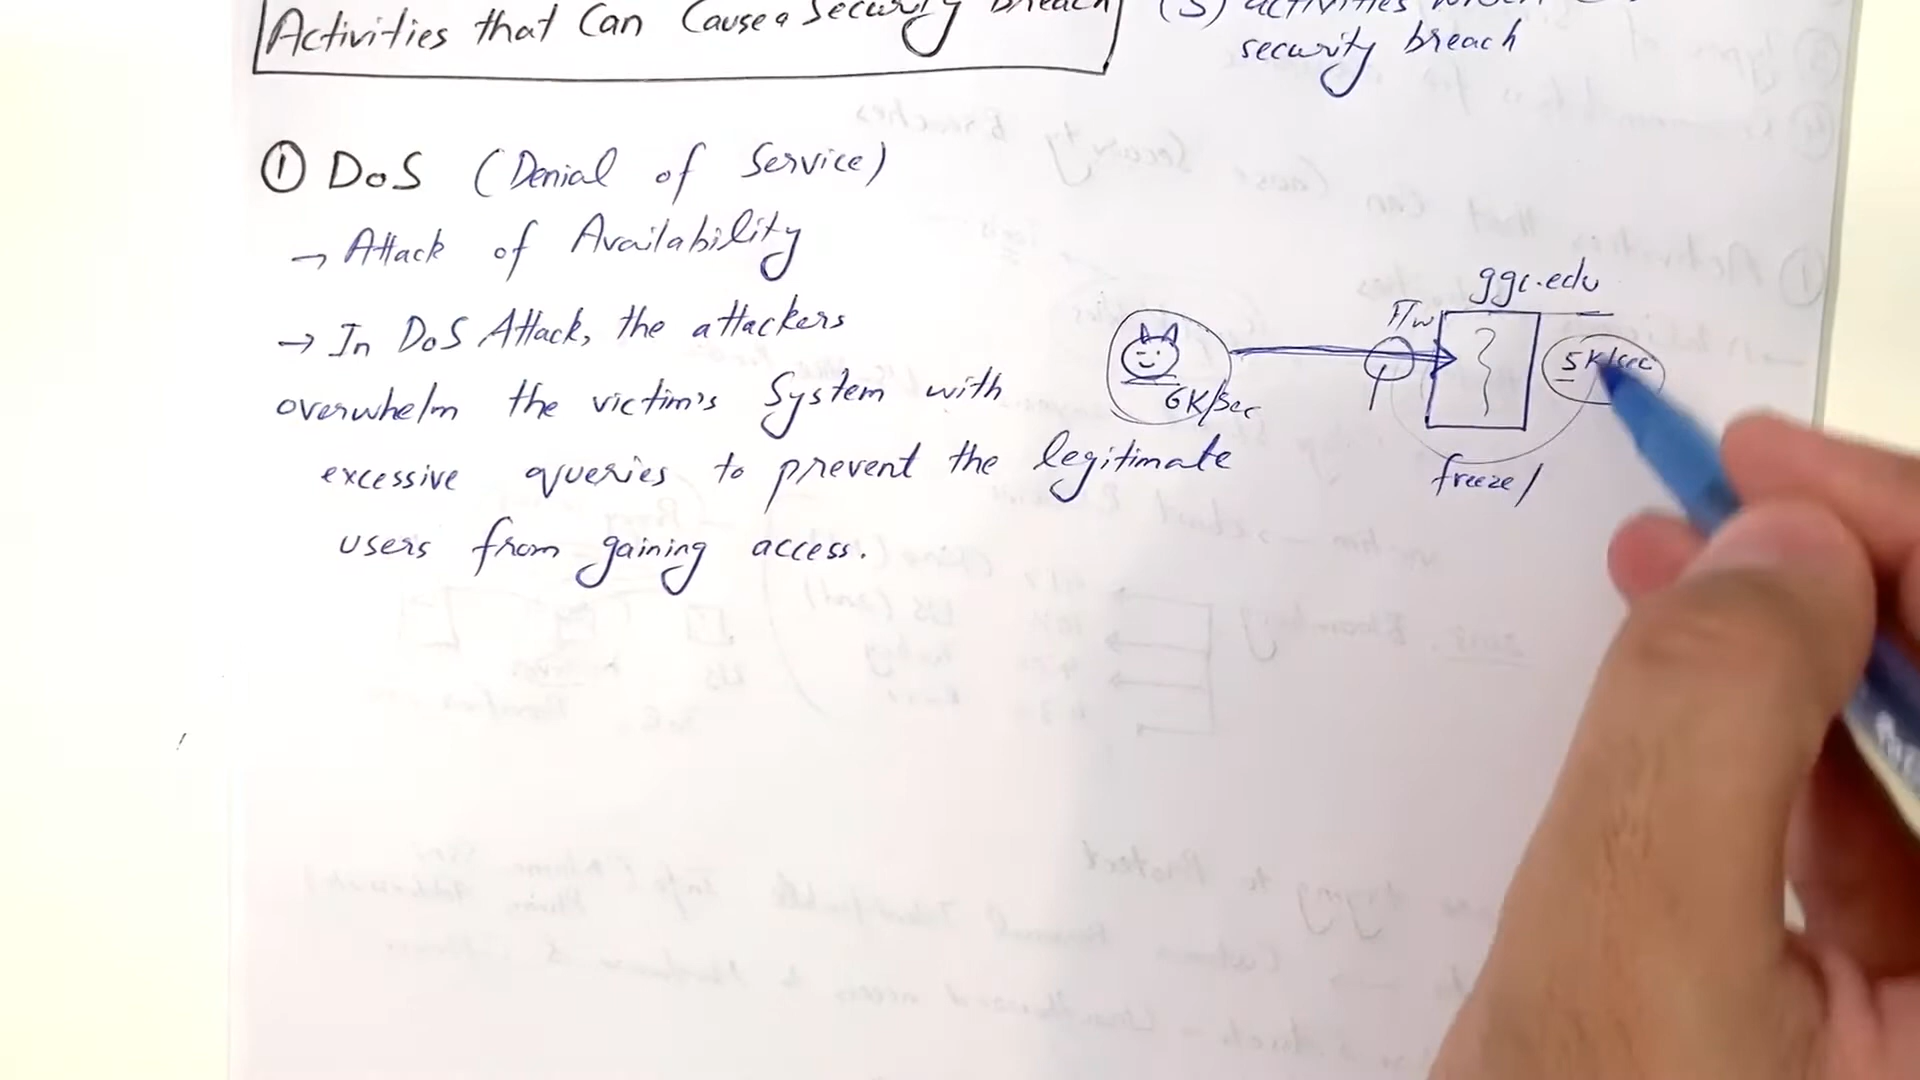 Activities that Can Cause a Security Breach
(5) activities
security breach
① DoS (Denial of Service)
→ Attack of Availability
→ In DoS Attack, the attackers
overwhelm the victim's System with
excessive queries to prevent the legitimate
users from gaining access.
ggc.edu
F/w
5K/sec
6K/sec
freeze/